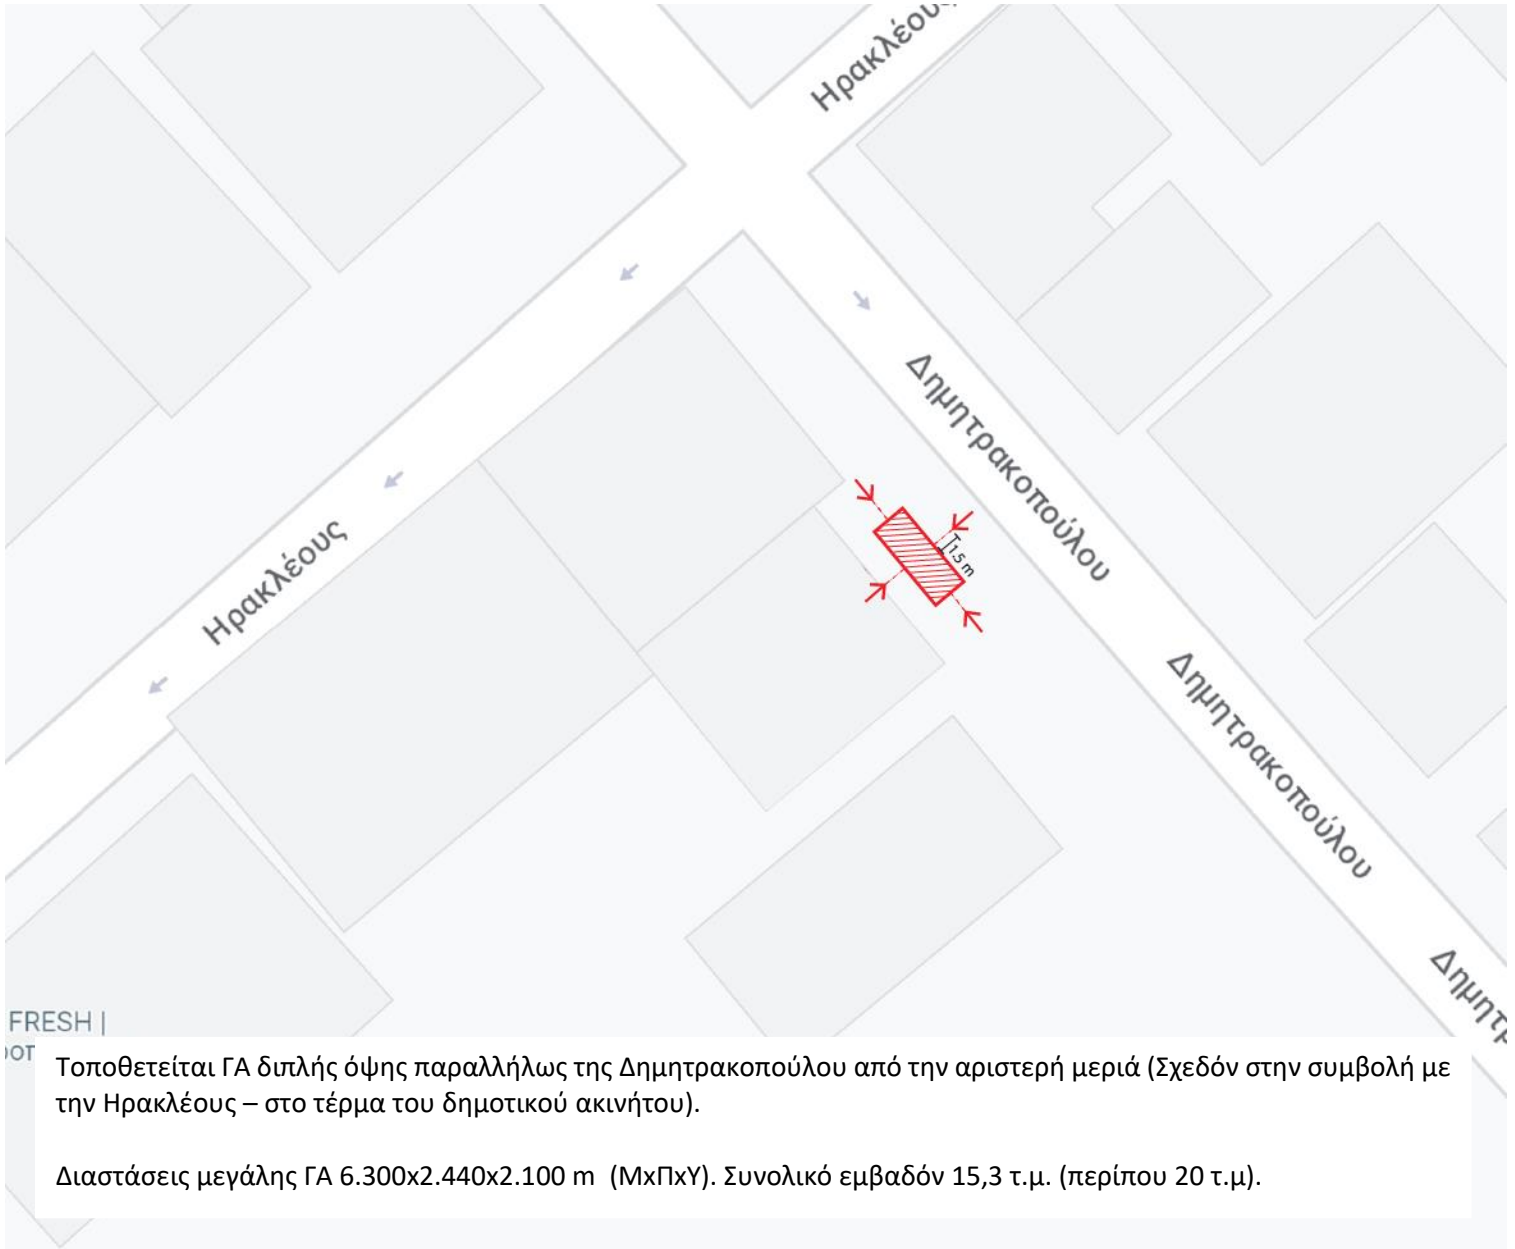 Ηρακλέους
Δημητρακοπούλου
1.5 m
Ηρακλέους
Δημητρακοπούλου
Δημητρ
FRESH |
Τοποθετείται ΓΑ διπλής όψης παραλλήλως της Δημητρακοπούλου από την αριστερή μεριά (Σχεδόν στην συμβολή με
την Ηρακλέους – στο τέρμα του δημοτικού ακινήτου).
Διαστάσεις μεγάλης ΓΑ 6.300x2.440x2.100 m (ΜxΠxΥ). Συνολικό εμβαδόν 15,3 τ.μ. (περίπου 20 τ.μ).